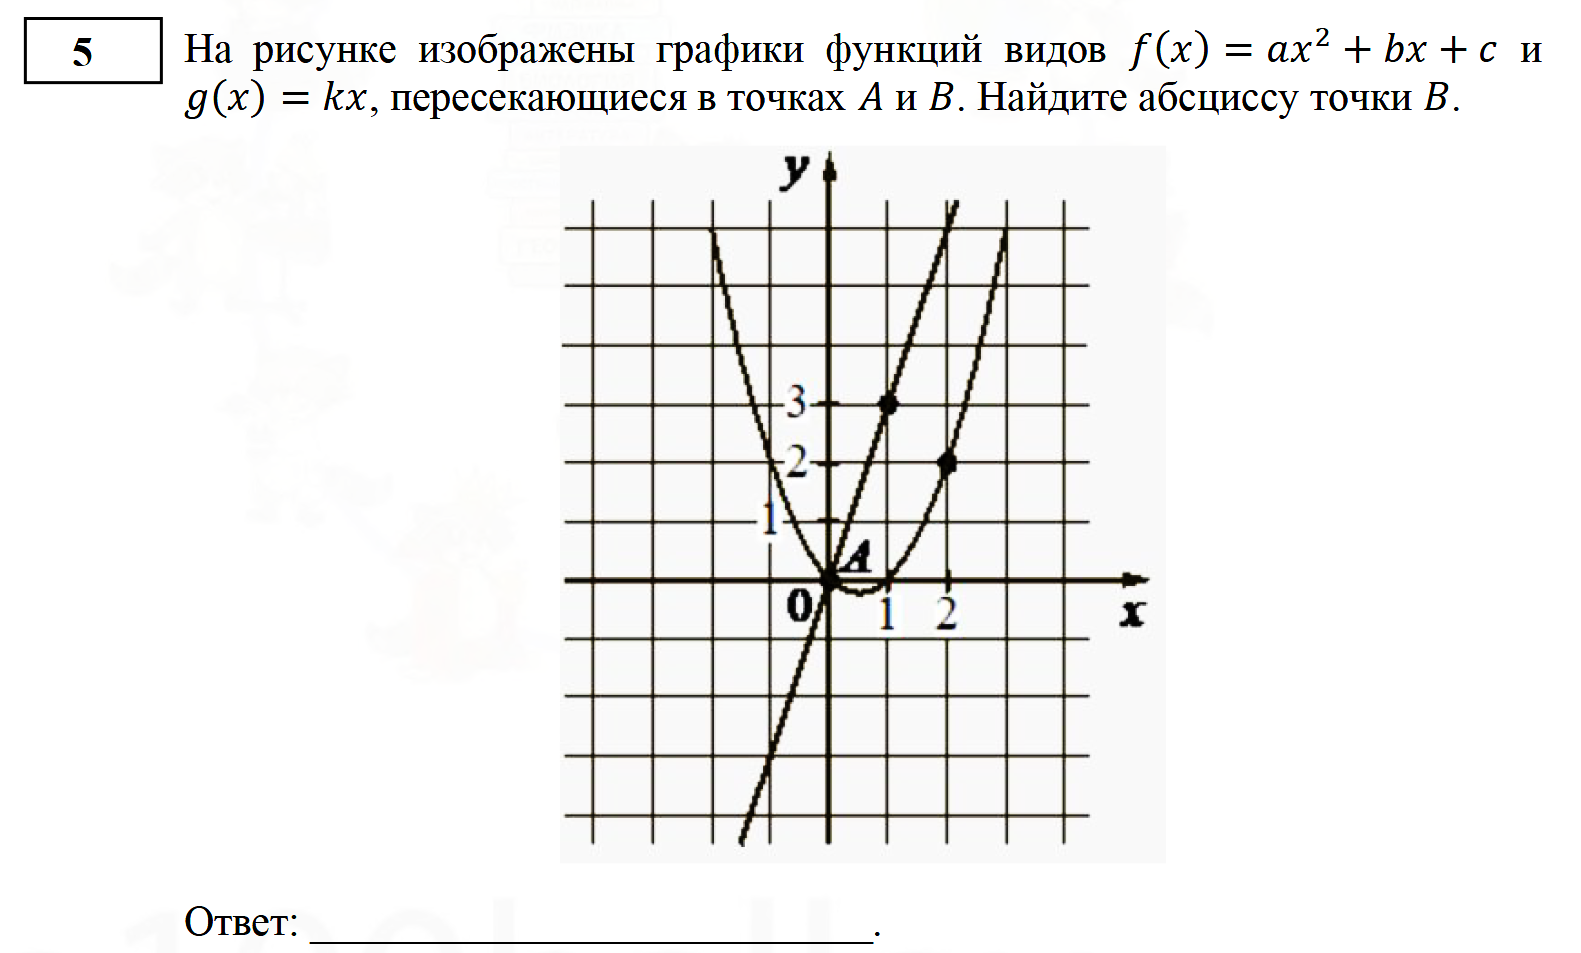 5
На рисунке изображены графики функций видов f(x) = ax² + bx + c и
g(x) = kx, пересекающиеся в точках A и B. Найдите абсциссу точки B.
y
3
2
1
A
0
1 2
x
Ответ: ___________________________.